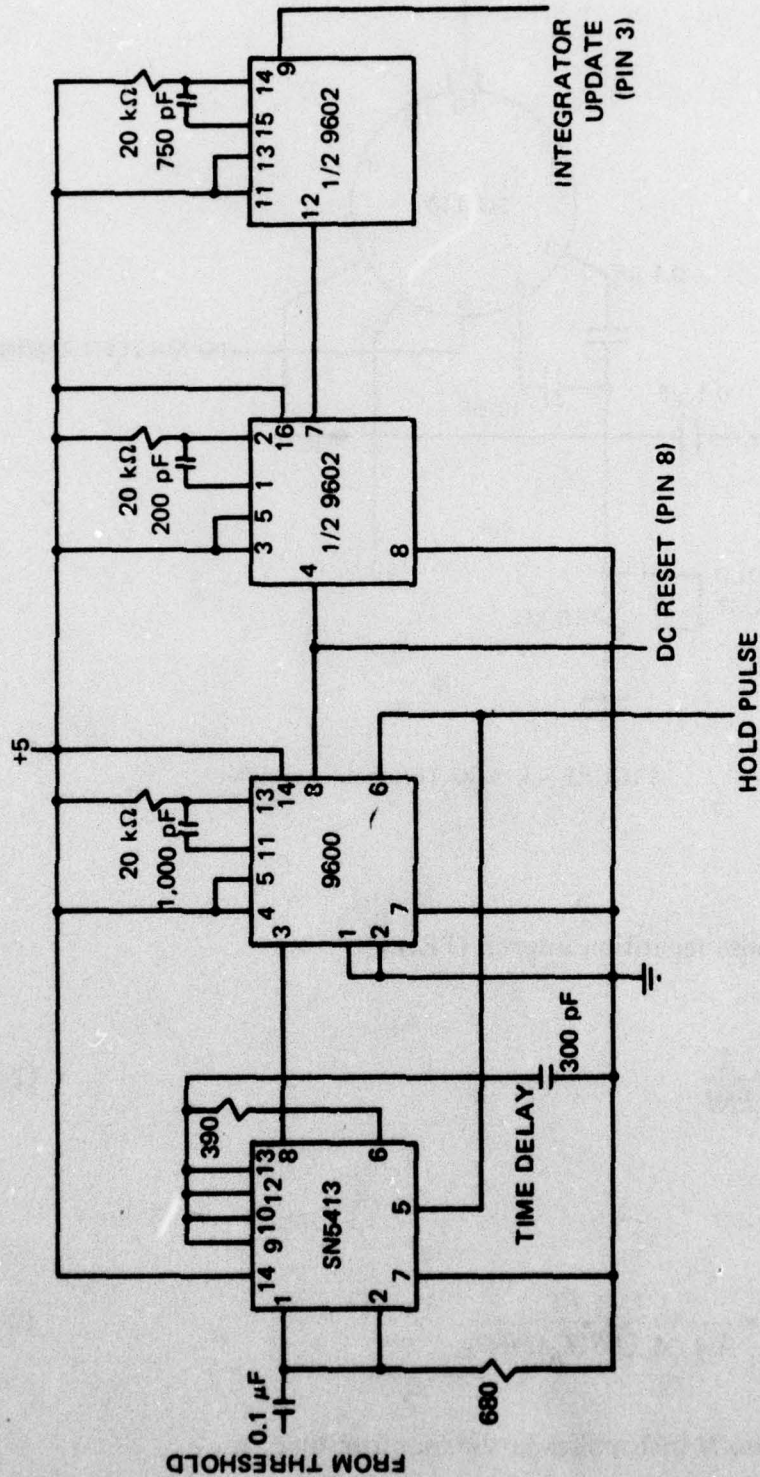 +5
20 kΩ
1,000 pF
20 kΩ
200 pF
20 kΩ
750 pF
FROM THRESHOLD
0.1 μF
680
14 9 10 12 13
1
2
7
5
6
8
SN5413
390
TIME DELAY
300 pF
4 5 11 13
14
3
1
2
7
8
6
9600
3 5 1 2
16
7
4
8
1/2 9602
11 13 15 14
9
12
1/2 9602
DC RESET (PIN 8)
HOLD PULSE
INTEGRATOR
UPDATE
(PIN 3)